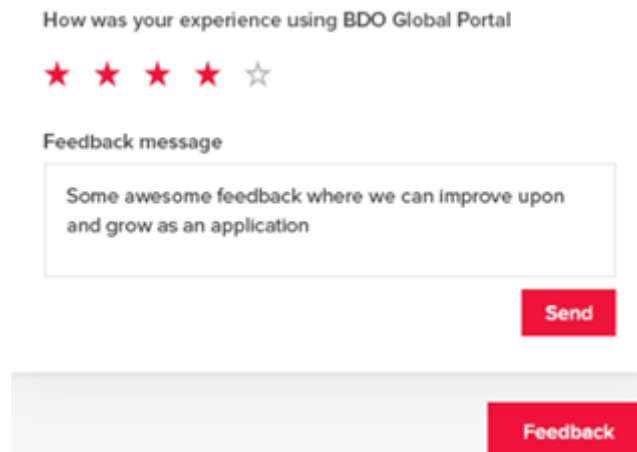 How was your experience using BDO Global Portal
Feedback message
Some awesome feedback where we can improve upon
and grow as an application
Send
Feedback